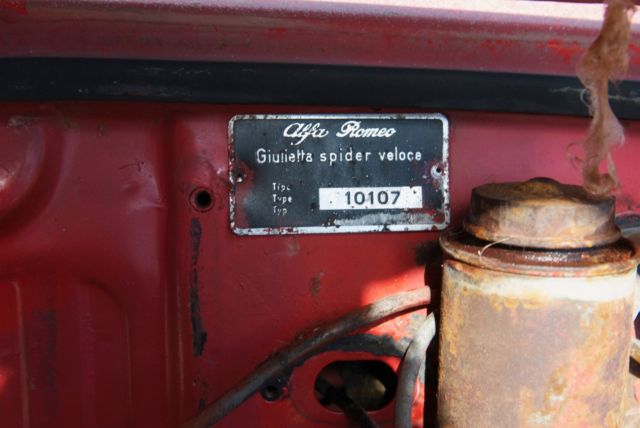 Alfa Romeo
Giulietta spider veloce
Tipo
Type 10107
Typ